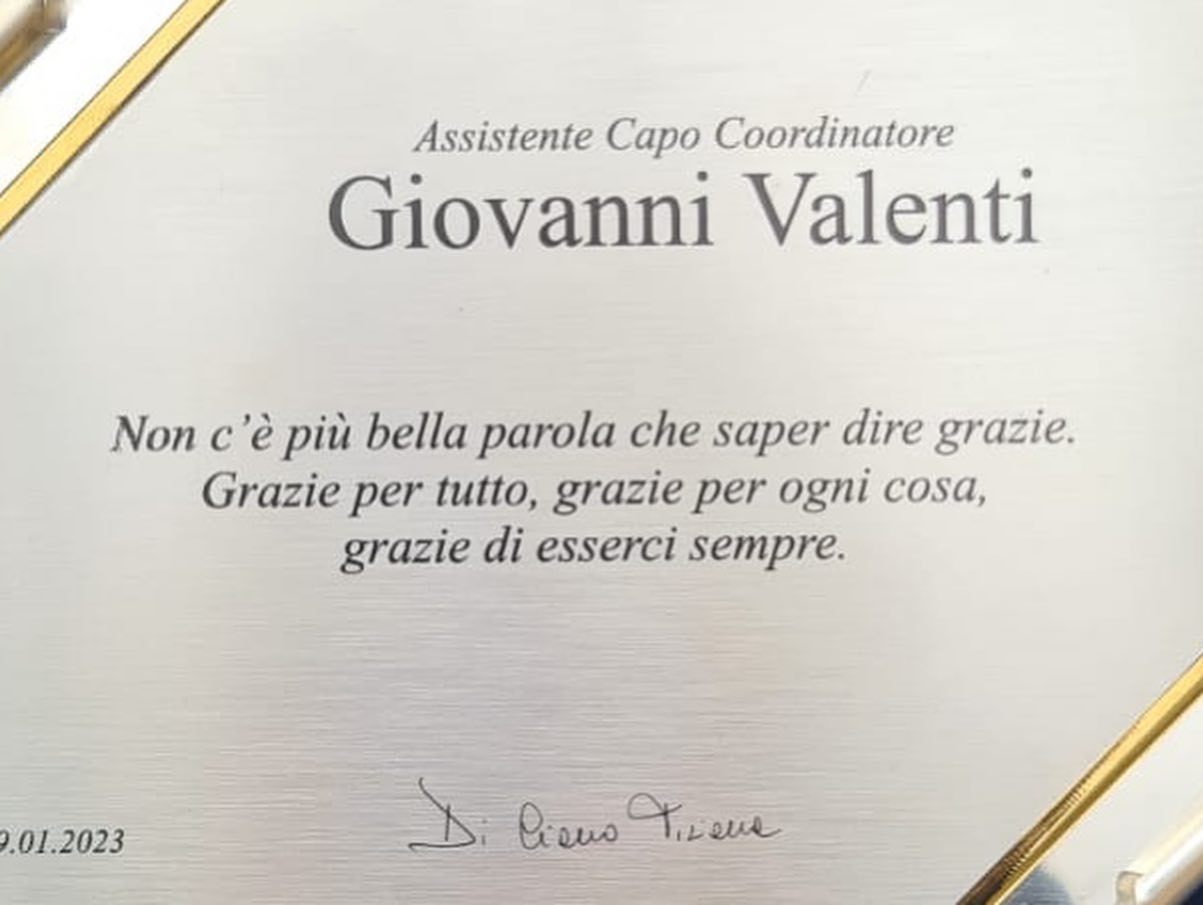 Assistente Capo Coordinatore
Giovanni Valenti
Non c'è più bella parola che saper dire grazie.
Grazie per tutto, grazie per ogni cosa,
grazie di esserci sempre.
9.01.2023
Di